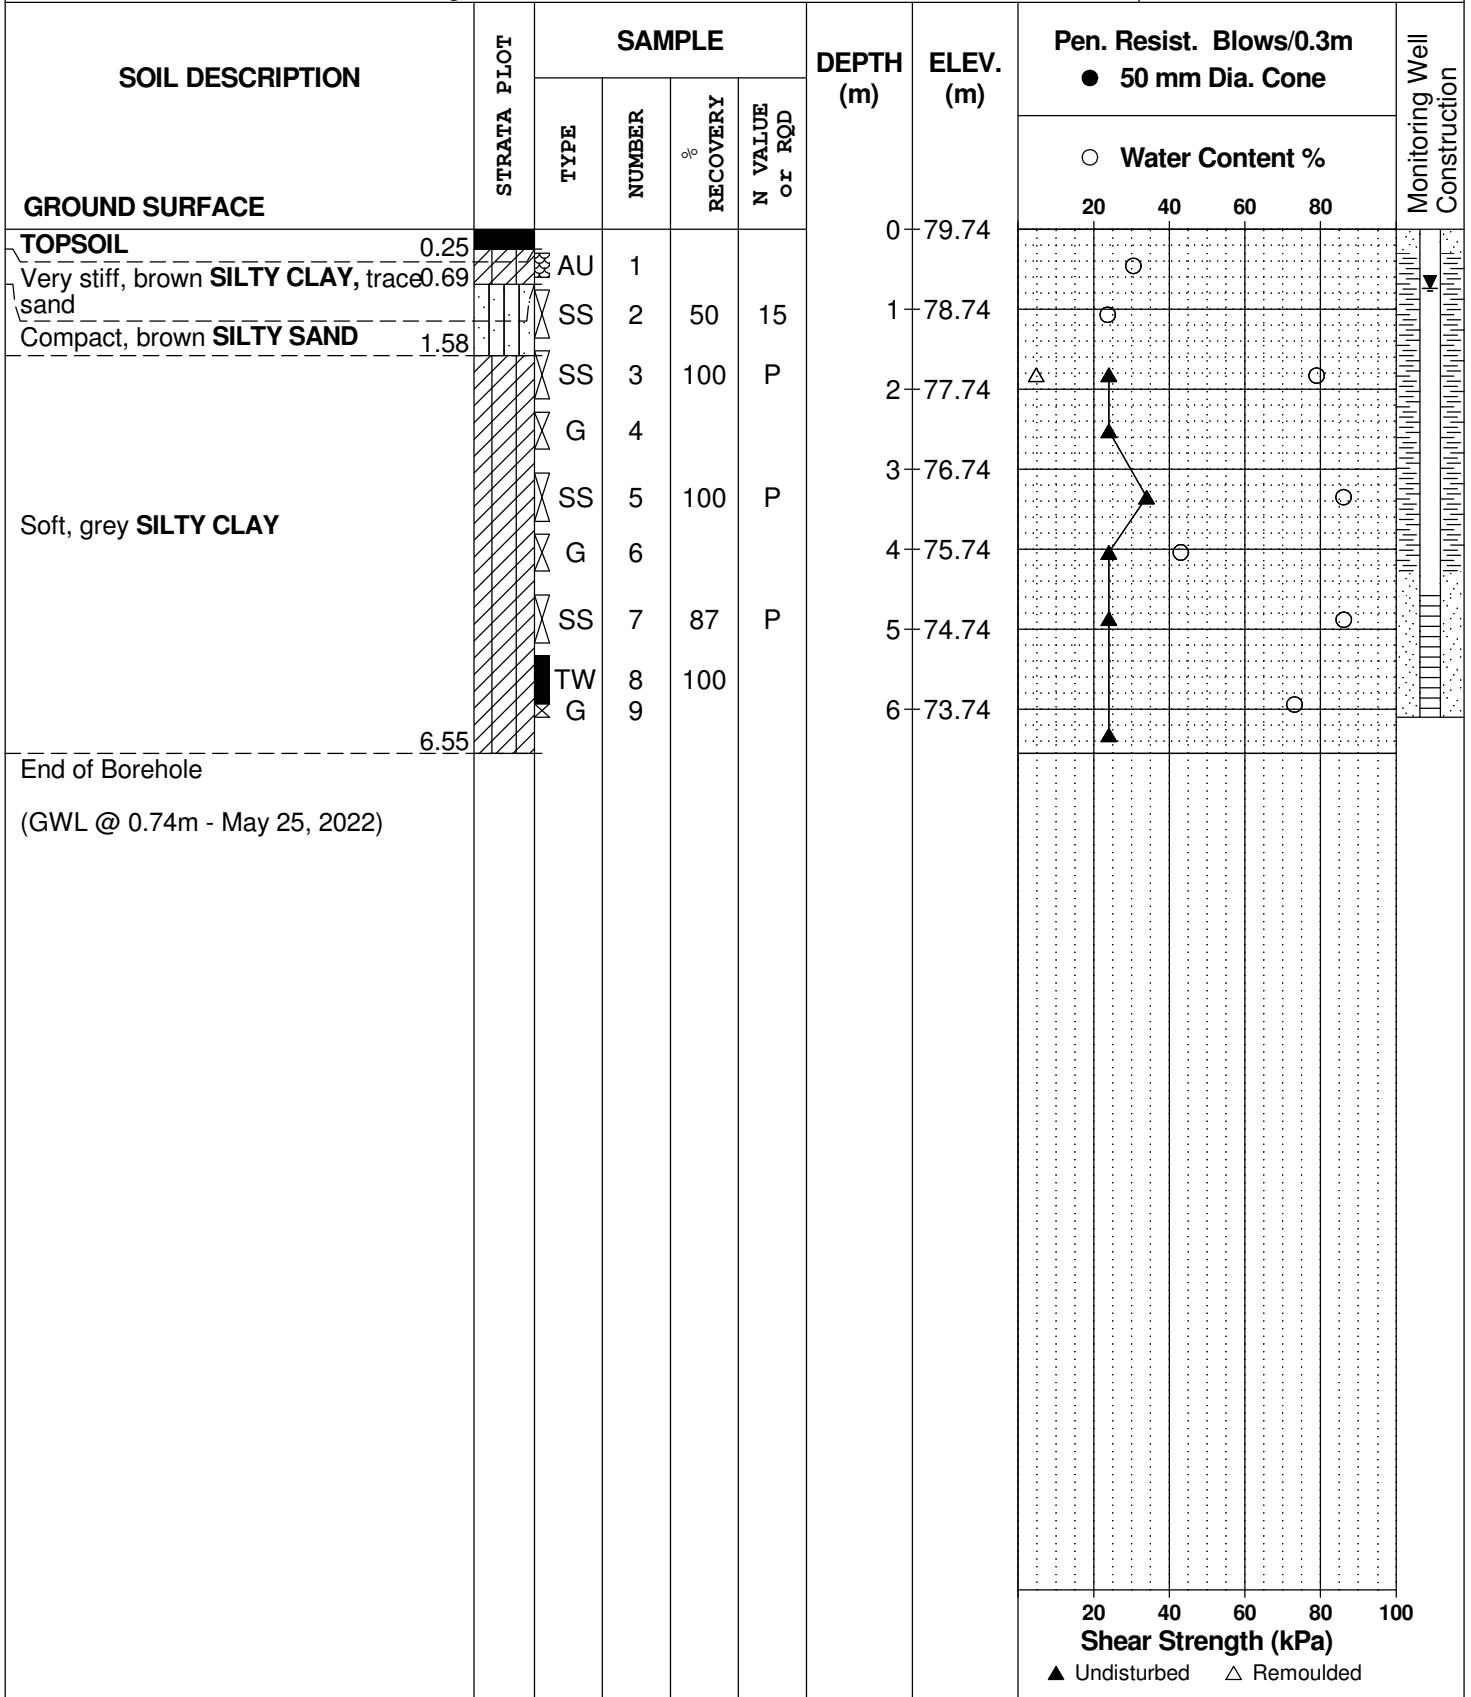 SOIL DESCRIPTION
GROUND SURFACE
STRATA PLOT
SAMPLE
TYPE
NUMBER
% RECOVERY
N VALUE or RQD
DEPTH (m)
ELEV. (m)
Pen. Resist. Blows/0.3m
● 50 mm Dia. Cone
○ Water Content %
20 40 60 80
Monitoring Well Construction
0 79.74
TOPSOIL 0.25
AU 1
Very stiff, brown SILTY CLAY, trace 0.69
sand
SS 2 50 15
1 78.74
Compact, brown SILTY SAND 1.58
SS 3 100 P
2 77.74
G 4
3 76.74
SS 5 100 P
Soft, grey SILTY CLAY
G 6
4 75.74
SS 7 87 P
5 74.74
TW 8 100
G 9
6 73.74
6.55
End of Borehole
(GWL @ 0.74m - May 25, 2022)
20 40 60 80 100
Shear Strength (kPa)
▲ Undisturbed △ Remoulded